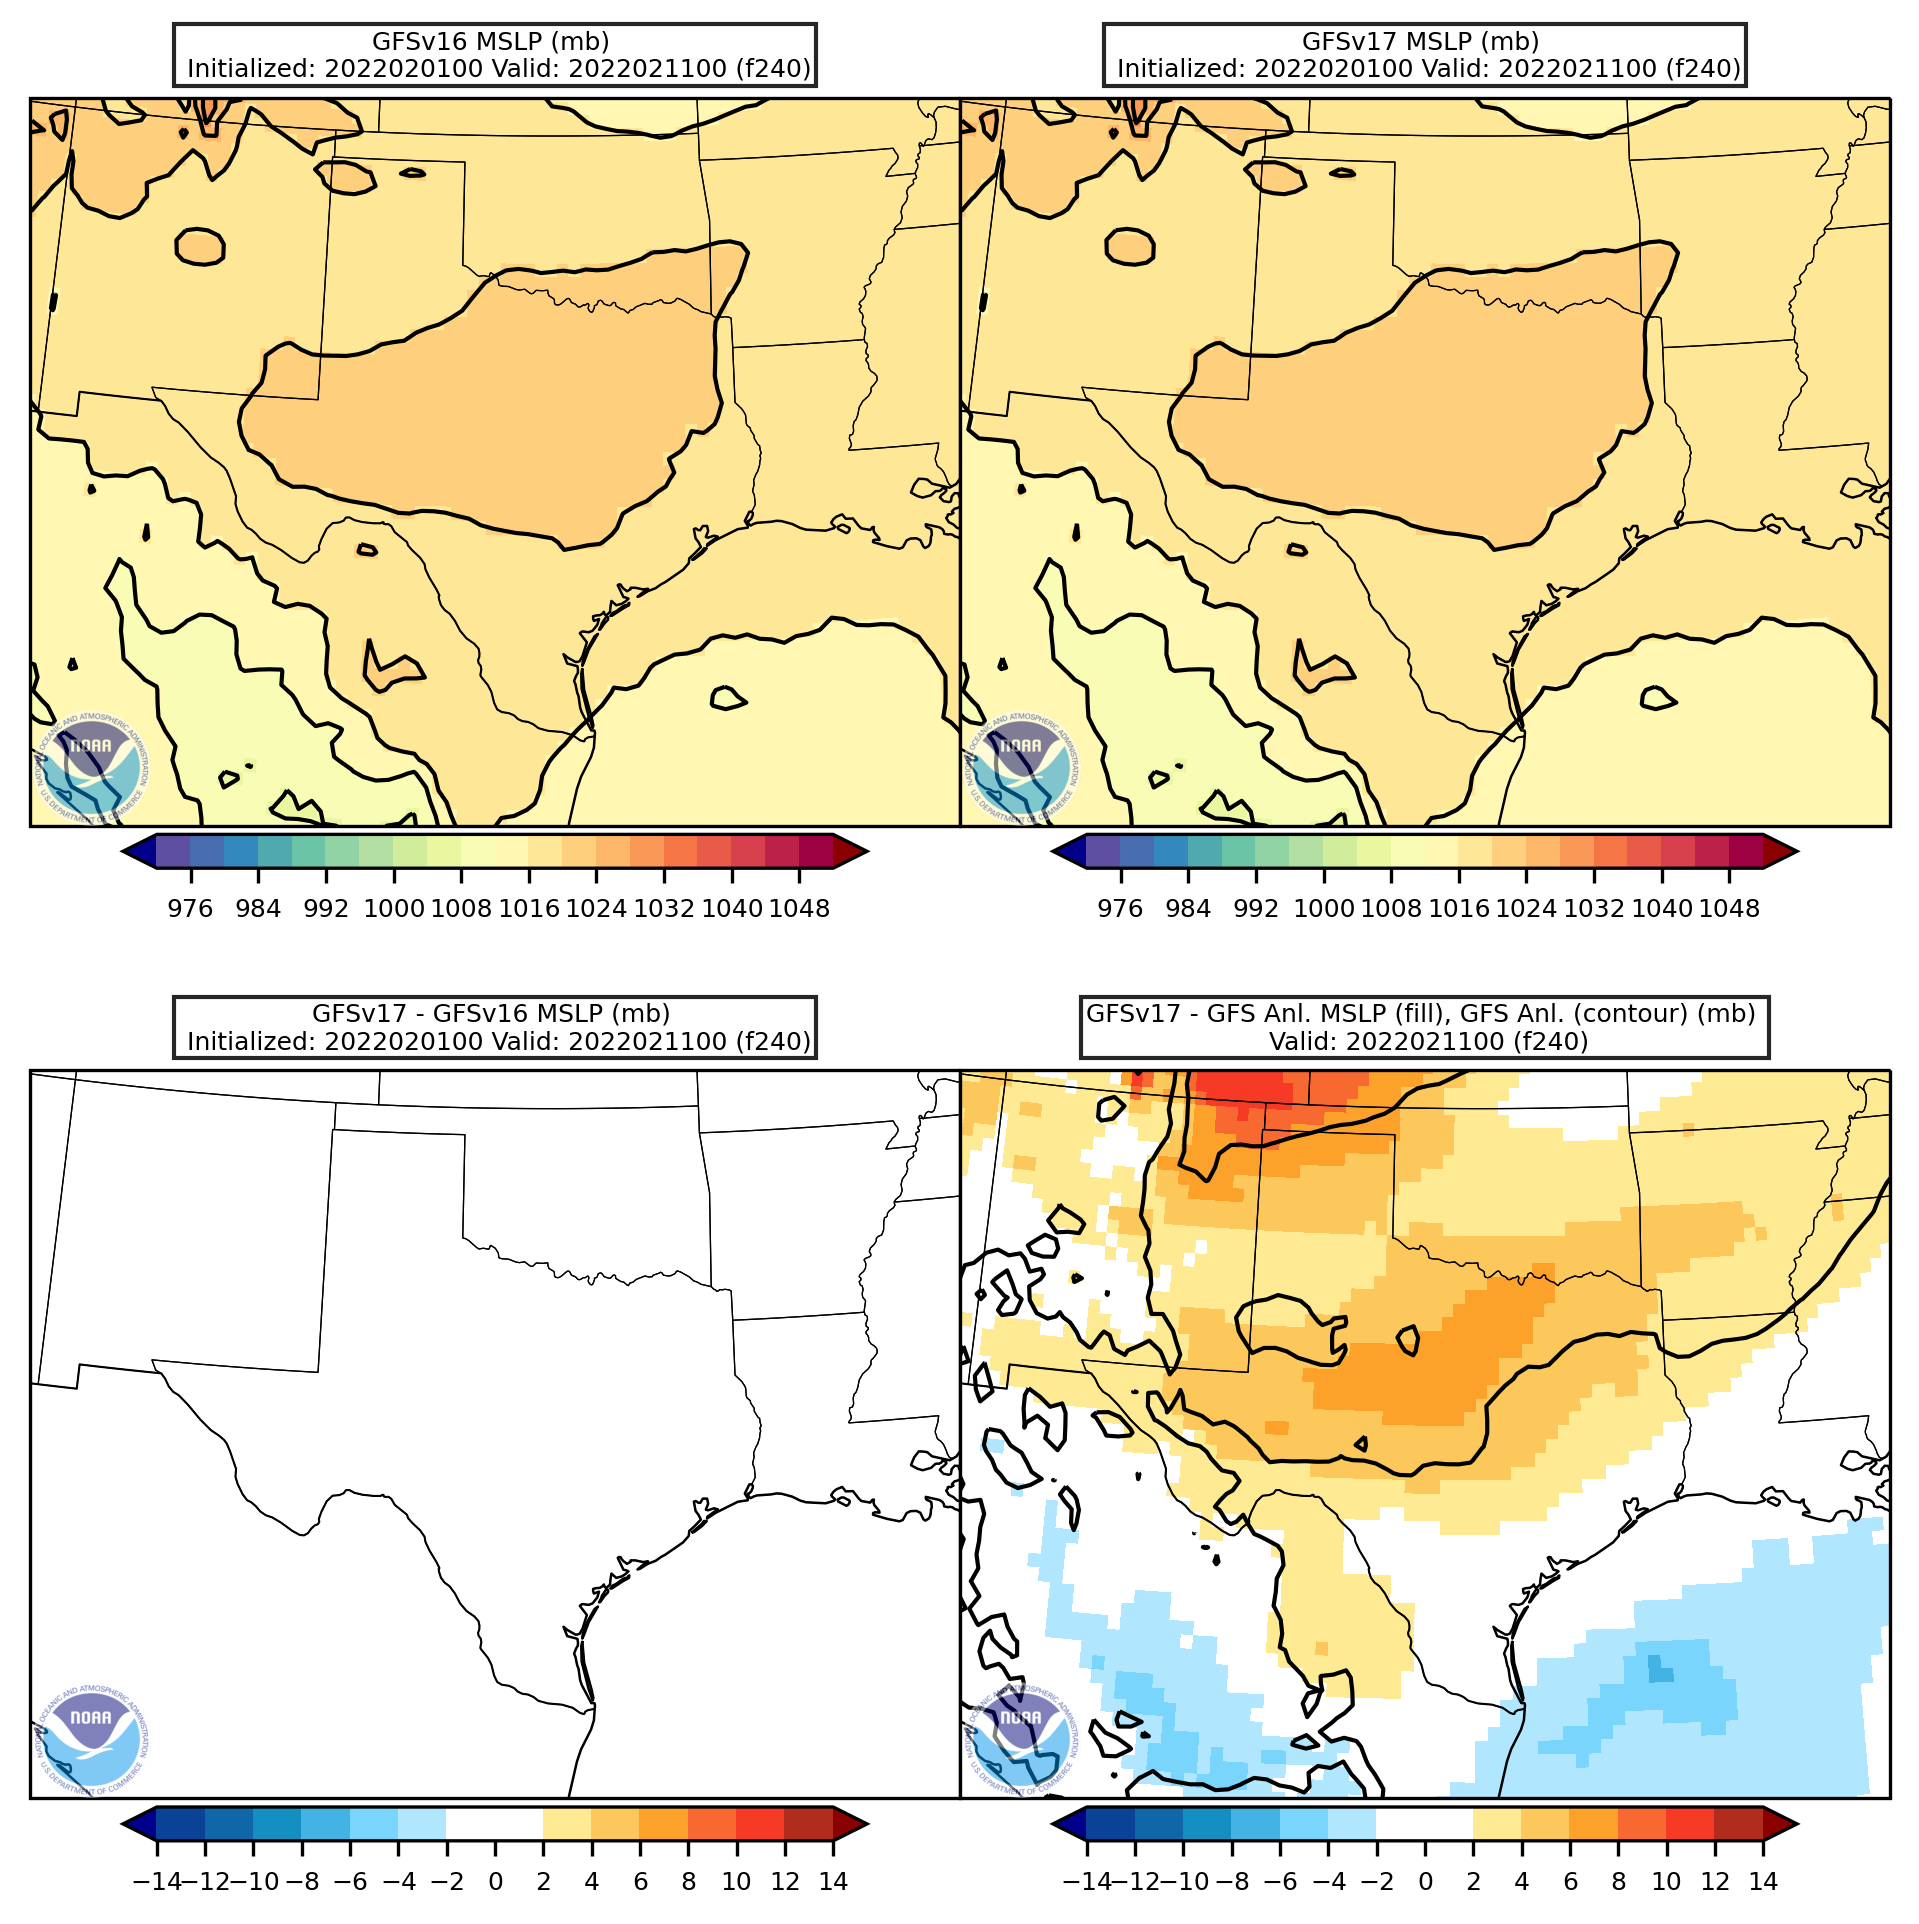 GFSv16 MSLP (mb)
Initialized: 2022020100 Valid: 2022021100 (f240)
GFSv17 MSLP (mb)
Initialized: 2022020100 Valid: 2022021100 (f240)
NATIONAL OCEANIC AND ATMOSPHERIC ADMINISTRATION
NOAA
U.S. DEPARTMENT OF COMMERCE
NATIONAL OCEANIC AND ATMOSPHERIC ADMINISTRATION
NOAA
U.S. DEPARTMENT OF COMMERCE
976 984 992 1000 1008 1016 1024 1032 1040 1048
976 984 992 1000 1008 1016 1024 1032 1040 1048
GFSv17 - GFSv16 MSLP (mb)
Initialized: 2022020100 Valid: 2022021100 (f240)
GFSv17 - GFS Anl. MSLP (fill), GFS Anl. (contour) (mb)
Valid: 2022021100 (f240)
NATIONAL OCEANIC AND ATMOSPHERIC ADMINISTRATION
NOAA
U.S. DEPARTMENT OF COMMERCE
NATIONAL OCEANIC AND ATMOSPHERIC ADMINISTRATION
NOAA
U.S. DEPARTMENT OF COMMERCE
−14 −12 −10 −8 −6 −4 −2 0 2 4 6 8 10 12 14
−14 −12 −10 −8 −6 −4 −2 0 2 4 6 8 10 12 14